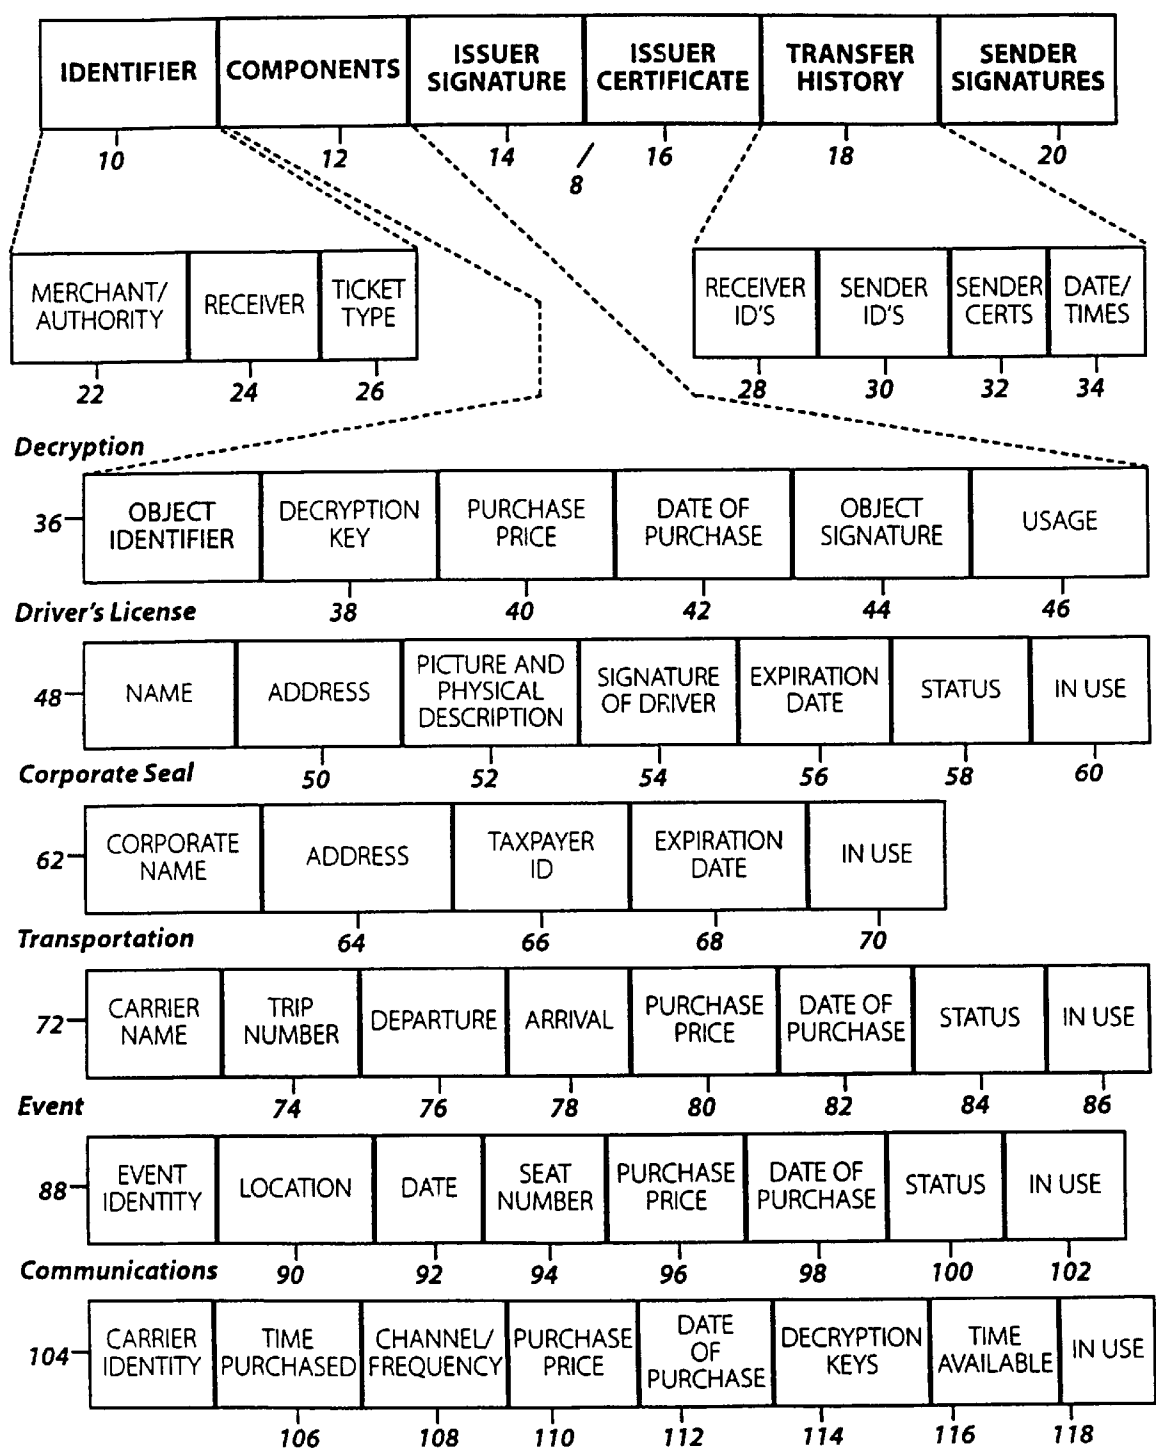 IDENTIFIER COMPONENTS ISSUER SIGNATURE ISSUER CERTIFICATE TRANSFER HISTORY SENDER SIGNATURES
10 12 14 8 16 18 20
MERCHANT/ AUTHORITY RECEIVER TICKET TYPE RECEIVER ID'S SENDER ID'S SENDER CERTS DATE/ TIMES
22 24 26 28 30 32 34
Decryption
36 OBJECT IDENTIFIER DECRYPTION KEY PURCHASE PRICE DATE OF PURCHASE OBJECT SIGNATURE USAGE
38 40 42 44 46
Driver's License
48 NAME ADDRESS PICTURE AND PHYSICAL DESCRIPTION SIGNATURE OF DRIVER EXPIRATION DATE STATUS IN USE
50 52 54 56 58 60
Corporate Seal
62 CORPORATE NAME ADDRESS TAXPAYER ID EXPIRATION DATE IN USE
64 66 68 70
Transportation
72 CARRIER NAME TRIP NUMBER DEPARTURE ARRIVAL PURCHASE PRICE DATE OF PURCHASE STATUS IN USE
74 76 78 80 82 84 86
Event
88 EVENT IDENTITY LOCATION DATE SEAT NUMBER PURCHASE PRICE DATE OF PURCHASE STATUS IN USE
90 92 94 96 98 100 102
Communications
104 CARRIER IDENTITY TIME PURCHASED CHANNEL/ FREQUENCY PURCHASE PRICE DATE OF PURCHASE DECRYPTION KEYS TIME AVAILABLE IN USE
106 108 110 112 114 116 118